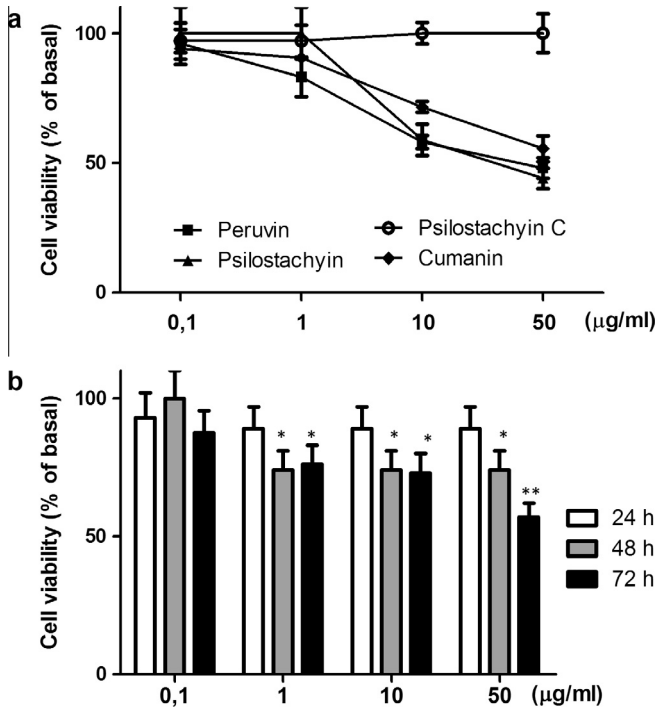 a
Cell viability (% of basal)
100
50
0
Peruvin
Psilostachyin
Psilostachyin C
Cumanin
0,1 1 10 50 (μg/ml)
b
Cell viability (% of basal)
100
50
0
* * * * * **
24 h
48 h
72 h
0,1 1 10 50 (μg/ml)